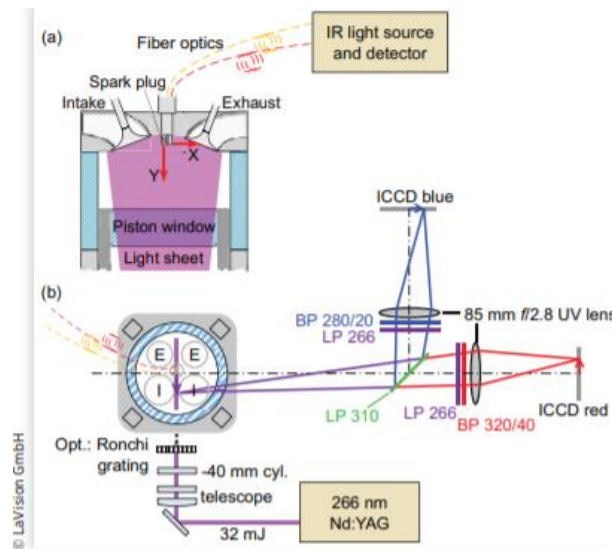 (a)
Fiber optics
IR light source
and detector
Spark plug
Intake
Exhaust
X
Y
Piston window
Light sheet
ICCD blue
(b)
BP 280/20
LP 266
85 mm f/2.8 UV lens
E E
I I
LP 310
LP 266
BP 320/40
ICCD red
Opt.: Ronchi
grating
-40 mm cyl.
telescope
32 mJ
266 nm
Nd:YAG
© LaVision GmbH